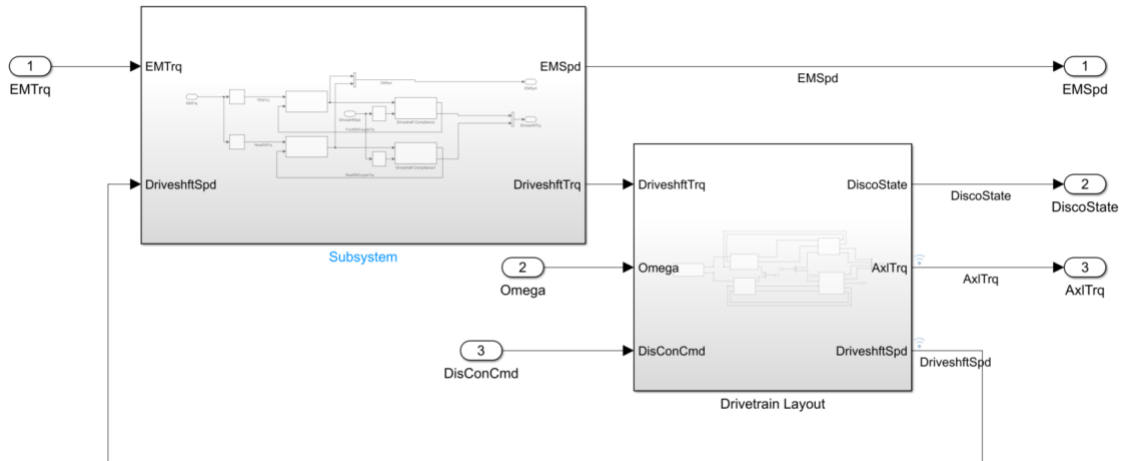 1
EMTrq
EMTrq
EMSpd
EMSpd
1
EMSpd
DriveshftSpd
DriveshftTrq
Subsystem
DriveshftTrq
DiscoState
DiscoState
2
DiscoState
2
Omega
Omega
AxlTrq
AxlTrq
3
AxlTrq
3
DisConCmd
DisConCmd
DriveshftSpd
DriveshftSpd
Drivetrain Layout